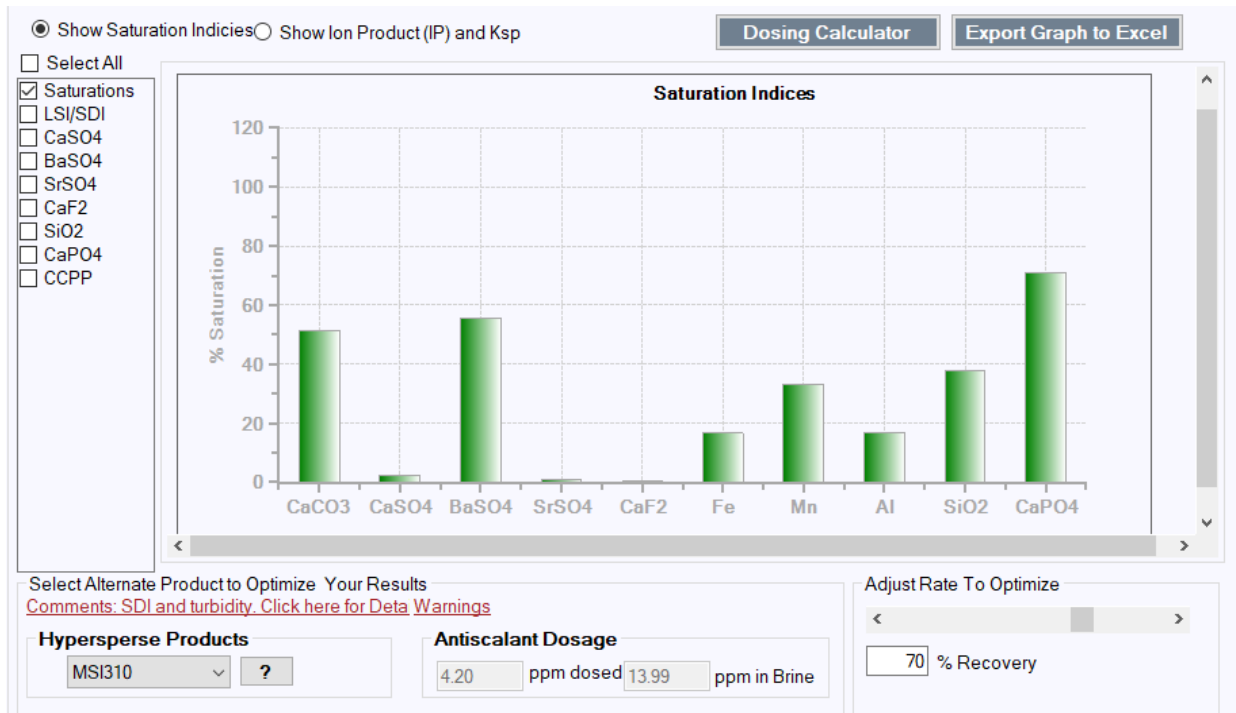 Show Saturation Indicies Show Ion Product (IP) and Ksp Dosing Calculator Export Graph to Excel
Select All
Saturations
LSI/SDI
CaSO4
BaSO4
SrSO4
CaF2
SiO2
CaPO4
CCPP
Saturation Indices
% Saturation
120
100
80
60
40
20
0
CaCO3 CaSO4 BaSO4 SrSO4 CaF2 Fe Mn Al SiO2 CaPO4
Select Alternate Product to Optimize Your Results
Comments: SDI and turbidity. Click here for Deta Warnings
Hypersperse Products
MSI310 ?
Antiscalant Dosage
4.20 ppm dosed 13.99 ppm in Brine
Adjust Rate To Optimize
70 % Recovery